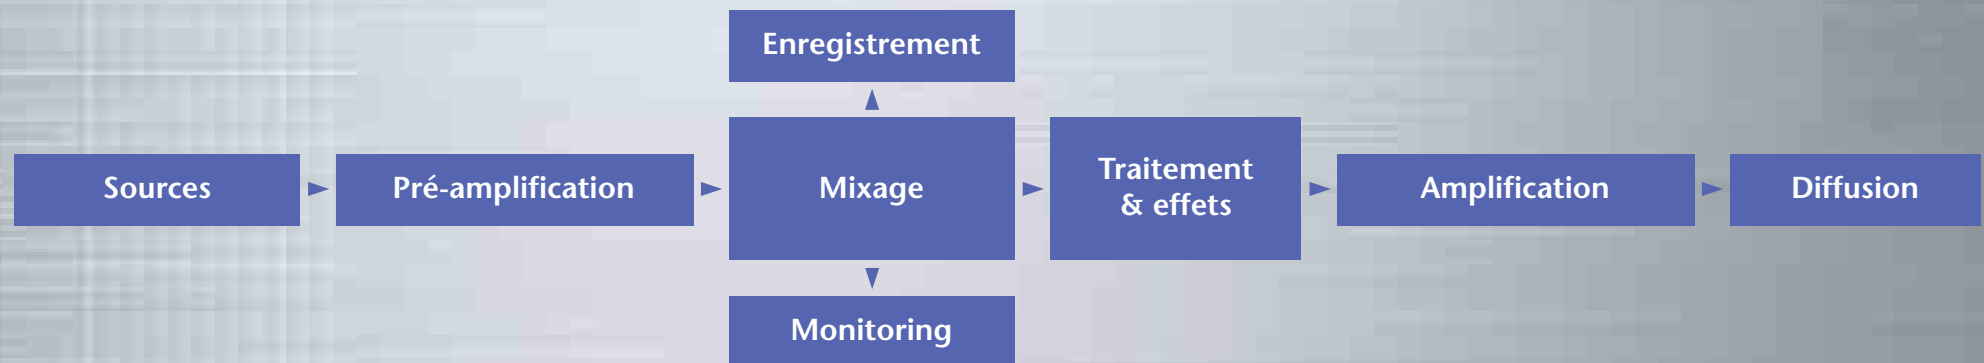 Enregistrement
Sources
Pré-amplification
Mixage
Traitement
& effets
Amplification
Diffusion
Monitoring